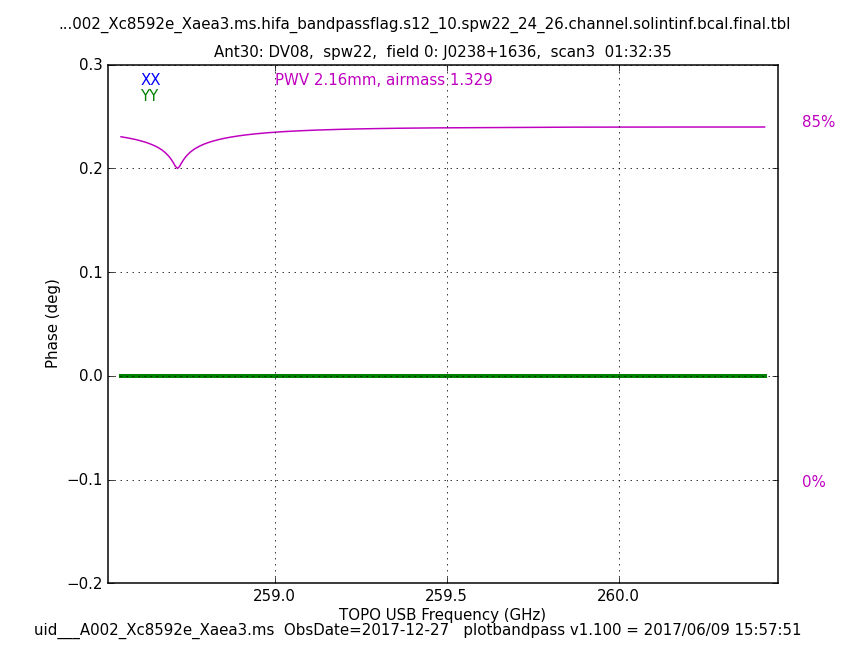 ...002_Xc8592e_Xaea3.ms.hifa_bandpassflag.s12_10.spw22_24_26.channel.solintinf.bcal.final.tbl
Ant30: DV08,  spw22,  field 0: J0238+1636,  scan3  01:32:35
XX
YY
PWV 2.16mm, airmass 1.329
85%
0%
0.3
0.2
0.1
0.0
−0.1
−0.2
Phase (deg)
259.0
259.5
260.0
TOPO USB Frequency (GHz)
uid___A002_Xc8592e_Xaea3.ms  ObsDate=2017-12-27   plotbandpass v1.100 = 2017/06/09 15:57:51